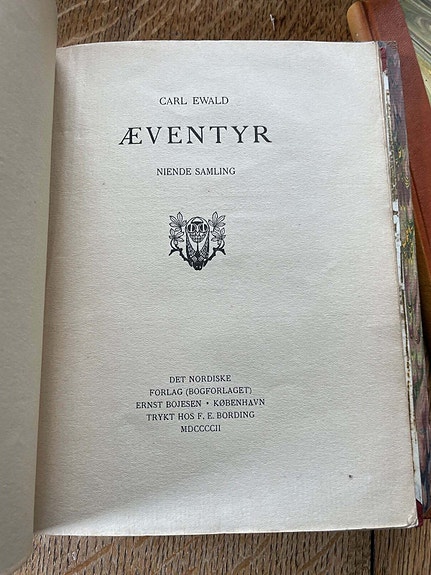 CARL EWALD
ÆVENTYR
NIENDE SAMLING
DET NORDISKE
FORLAG (BOGFORLAGET)
ERNST BOJESEN • KØBENHAVN
TRYKT HOS F. E. BORDING
MDCCCCII